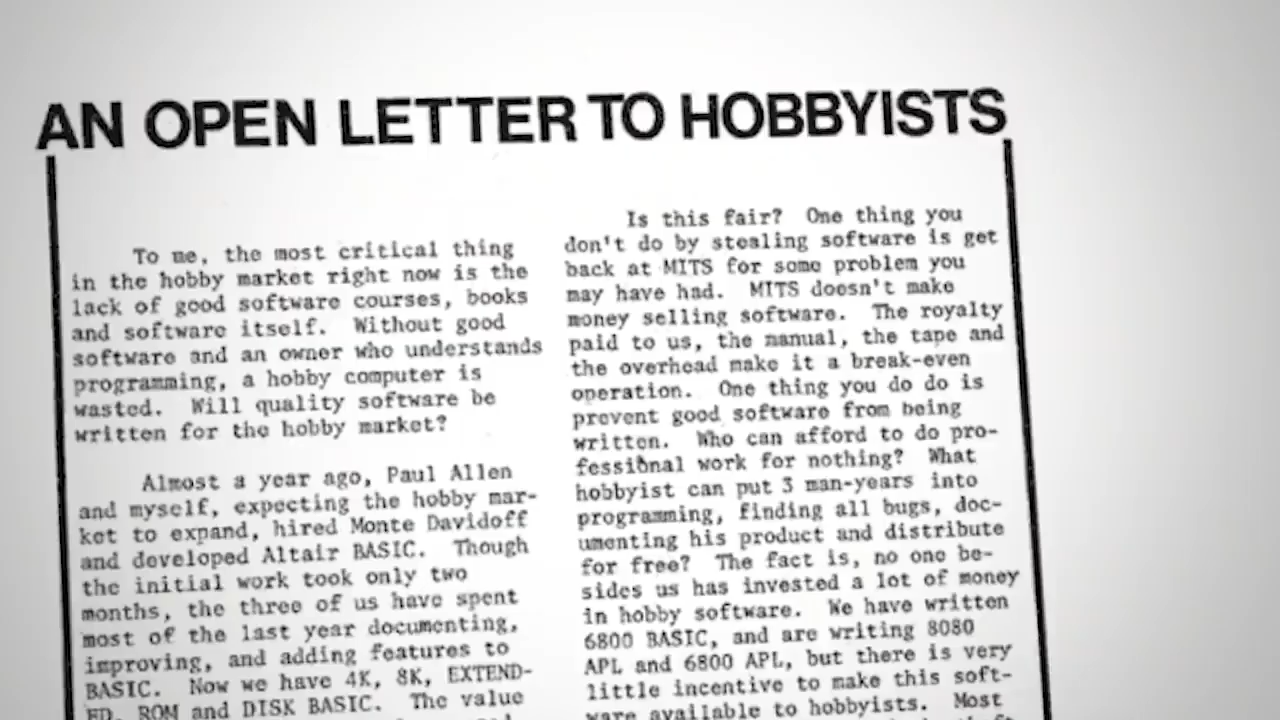 AN OPEN LETTER TO HOBBYISTS
To me, the most critical thing
in the hobby market right now is the
lack of good software courses, books
and software itself. Without good
software and an owner who understands
programming, a hobby computer is
wasted. Will quality software be
written for the hobby market?
Almost a year ago, Paul Allen
and myself, expecting the hobby mar-
ket to expand, hired Monte Davidoff
and developed Altair BASIC. Though
the initial work took only two
months, the three of us have spent
most of the last year documenting,
improving, and adding features to
BASIC. Now we have 4K, 8K, EXTEND-
ED, ROM and DISK BASIC. The value
Is this fair? One thing you
don't do by stealing software is get
back at MITS for some problem you
may have had. MITS doesn't make
money selling software. The royalty
paid to us, the manual, the tape and
the overhead make it a break-even
operation. One thing you do do is
prevent good software from being
written. Who can afford to do pro-
fessional work for nothing? What
hobbyist can put 3 man-years into
programming, finding all bugs, doc-
umenting his product and distribute
for free? The fact is, no one be-
sides us has invested a lot of money
in hobby software. We have written
6800 BASIC, and are writing 8080
APL and 6800 APL, but there is very
little incentive to make this soft-
ware available to hobbyists. Most